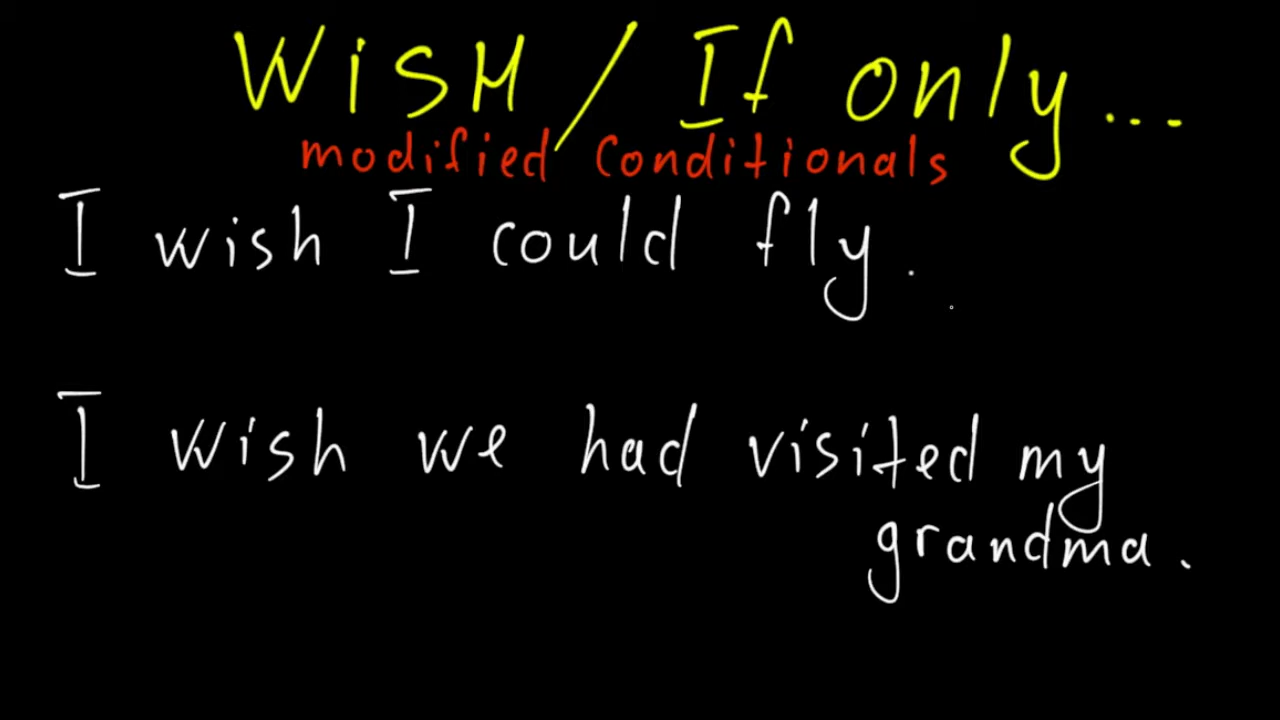 WiSH / If only...
modified conditionals
I wish I could fly.
I wish we had visited my
grandma.